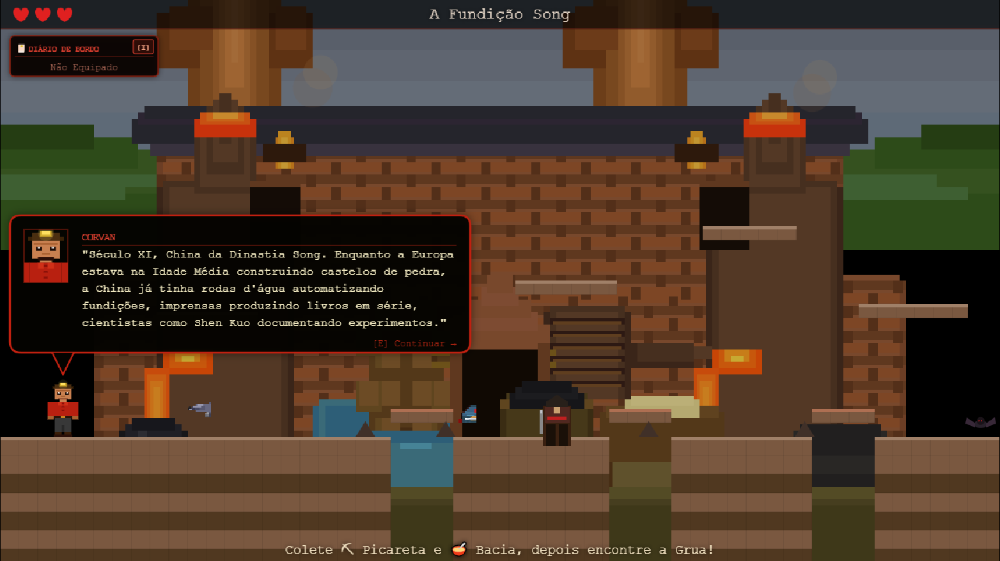 A Fundição Song
DIÁRIO DE BORDO [I]
Não Equipado
CORVAN
"Século XI, China da Dinastia Song. Enquanto a Europa
estava na Idade Média construindo castelos de pedra,
a China já tinha rodas d'água automatizando
fundições, imprensas produzindo livros em série,
cientistas como Shen Kuo documentando experimentos."
[E] Continuar →
Colete ⛏ Picareta e 🥣 Bacia, depois encontre a Grua!